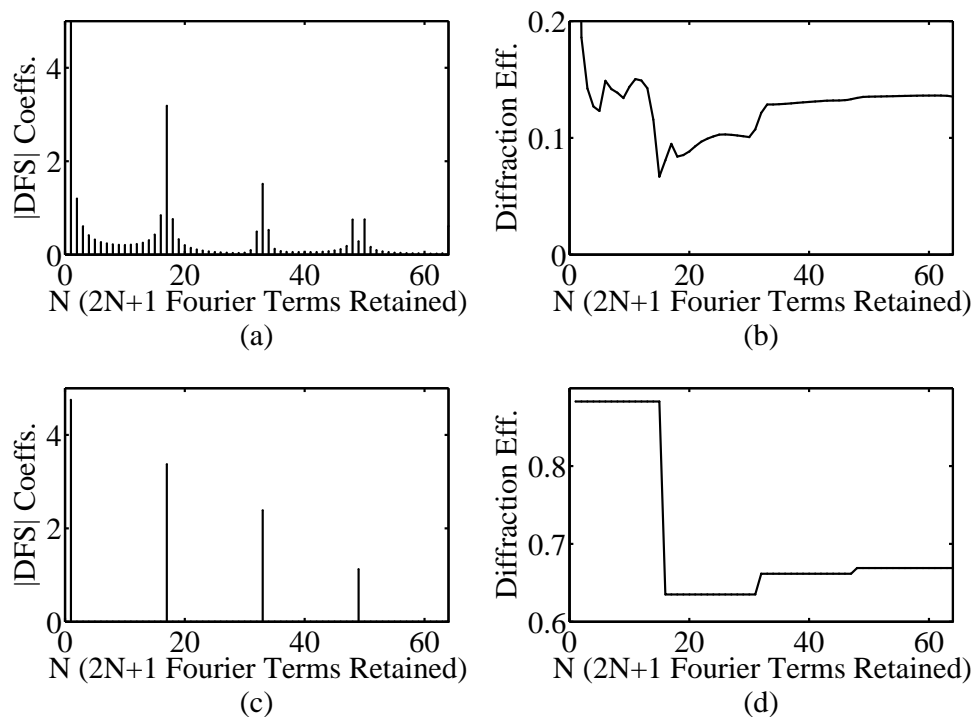 |DFS| Coeffs.
4
2
0
0 20 40 60
N (2N+1 Fourier Terms Retained)
(a)
Diffraction Eff.
0.2
0.1
0
0 20 40 60
N (2N+1 Fourier Terms Retained)
(b)
|DFS| Coeffs.
4
2
0
0 20 40 60
N (2N+1 Fourier Terms Retained)
(c)
Diffraction Eff.
0.8
0.7
0.6
0 20 40 60
N (2N+1 Fourier Terms Retained)
(d)